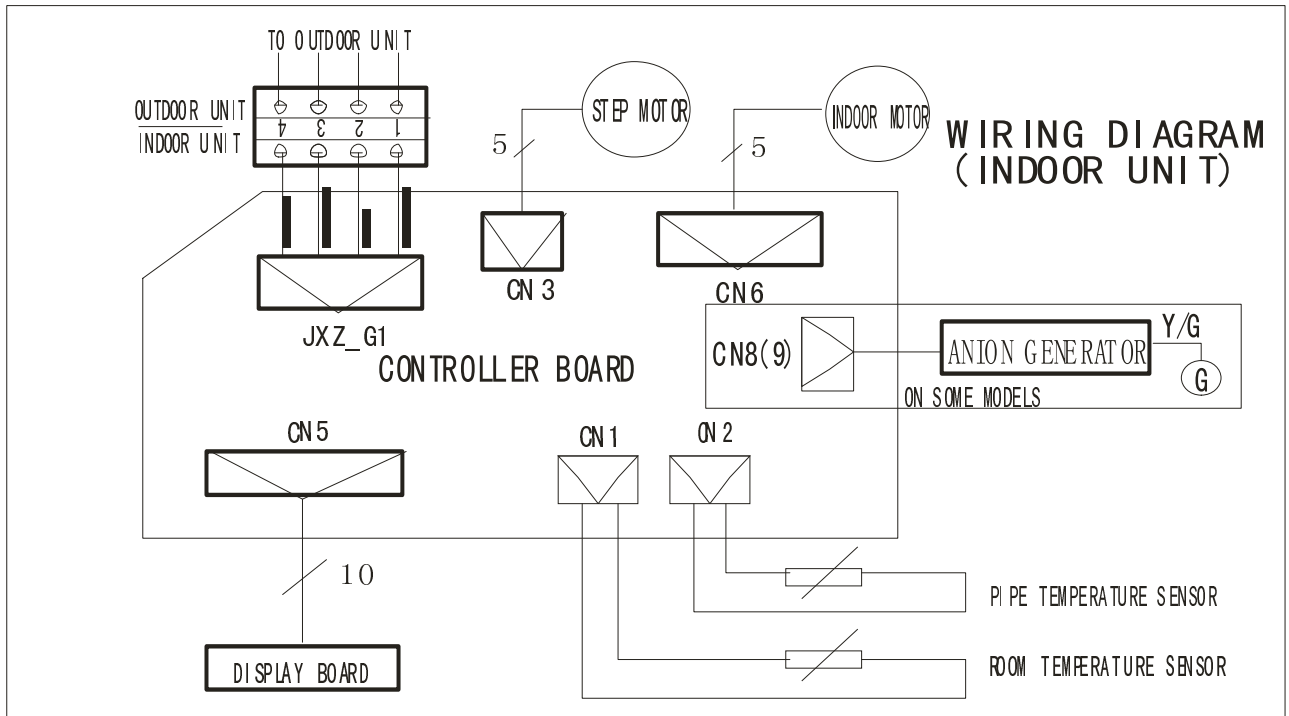 TO OUTDOOR UNIT
OUTDOOR UNIT
INDOOR UNIT
4 3 2 1
STEP MOTOR
5
INDOOR MOTOR
5
WIRING DIAGRAM
(INDOOR UNIT)
JXZ_G1
CN3
CN6
CONTROLLER BOARD
CN8(9)
ANION GENERATOR
Y/G
G
ON SOME MODELS
CN5
CN1
CN2
10
DISPLAY BOARD
PIPE TEMPERATURE SENSOR
ROOM TEMPERATURE SENSOR